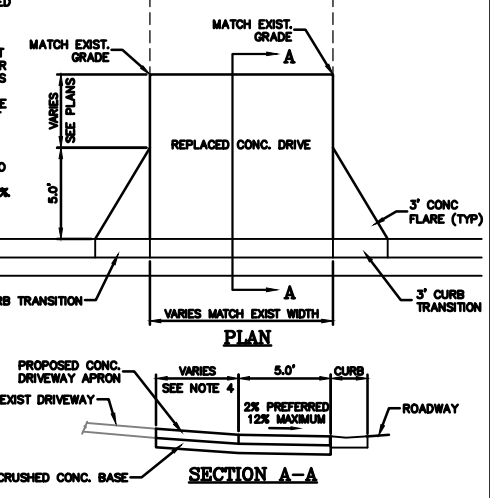 ED
T
R
S
E
O
%.
MATCH EXIST.
GRADE
MATCH EXIST.
GRADE
A
VARIES
SEE PLANS
REPLACED CONC. DRIVE
5.0'
3' CONC
FLARE (TYP)
RB TRANSITION
A
3' CURB
TRANSITION
VARIES MATCH EXIST WIDTH
PLAN
PROPOSED CONC.
DRIVEWAY APRON
VARIES
5.0'
CURB
SEE NOTE 4
EXIST DRIVEWAY
2% PREFERRED
12% MAXIMUM
ROADWAY
CRUSHED CONC. BASE
SECTION A-A